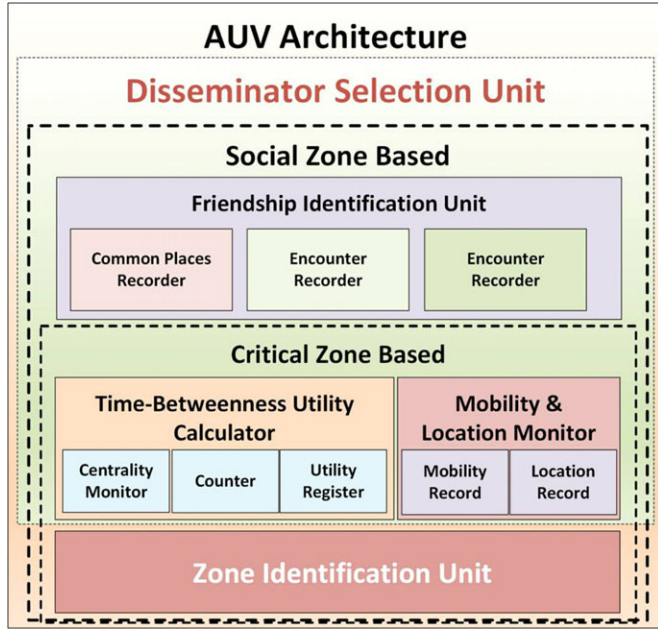 AUV Architecture
Disseminator Selection Unit
Social Zone Based
Friendship Identification Unit
Common Places
Recorder
Encounter
Recorder
Encounter
Recorder
Critical Zone Based
Time-Betweenness Utility
Calculator
Centrality
Monitor
Counter
Utility
Register
Mobility &
Location Monitor
Mobility
Record
Location
Record
Zone Identification Unit